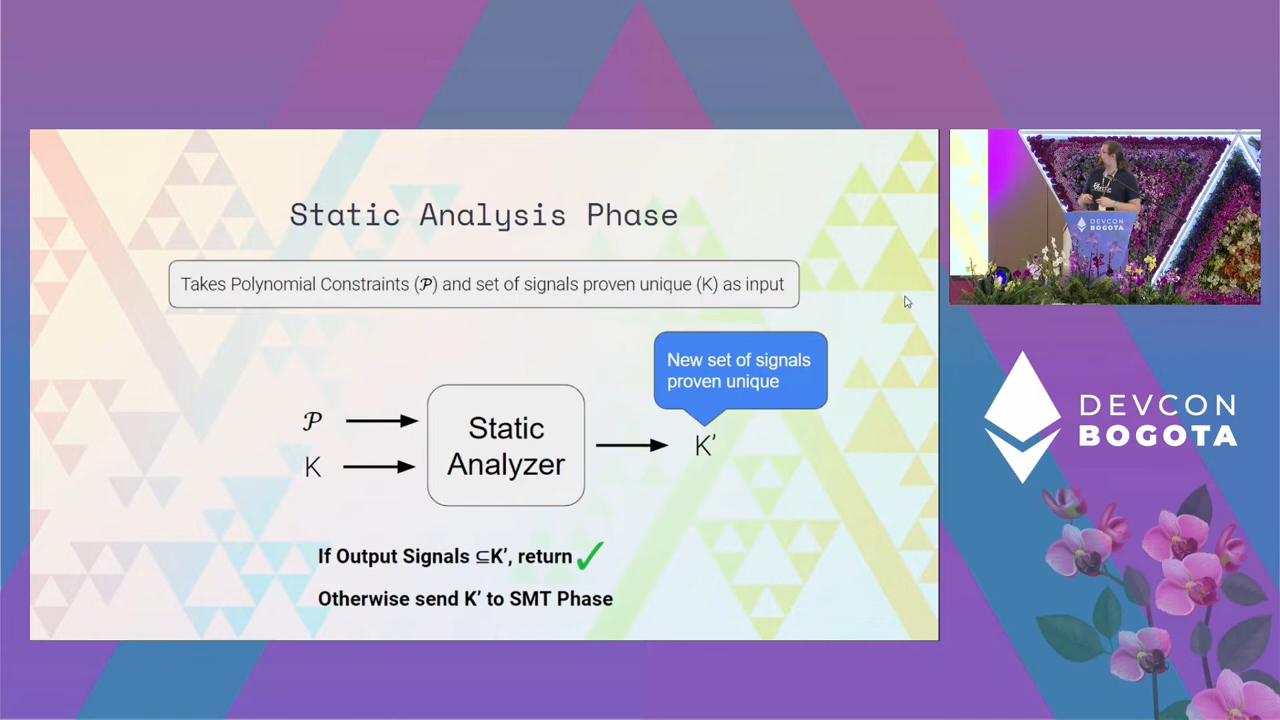 Static Analysis Phase
Takes Polynomial Constraints (𝒫) and set of signals proven unique (K) as input
New set of signals
proven unique
𝒫
K
Static
Analyzer
K’
If Output Signals ⊆K’, return ✓
Otherwise send K’ to SMT Phase
DEVCON
BOGOTA
DEVCON
BOGOTA